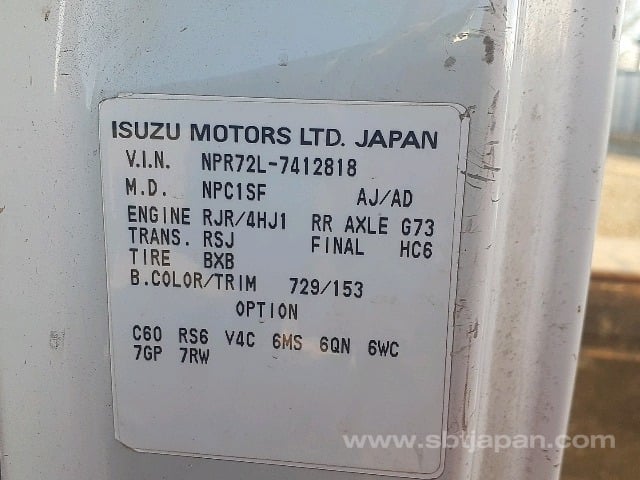 ISUZU MOTORS LTD. JAPAN
V.I.N. NPR72L-7412818
M.D. NPC1SF AJ/AD
ENGINE RJR/4HJ1 RR AXLE G73
TRANS. RSJ FINAL HC6
TIRE BXB
B.COLOR/TRIM 729/153
OPTION
C60 RS6 V4C 6MS 6QN 6WC
7GP 7RW
www.sbtjapan.com